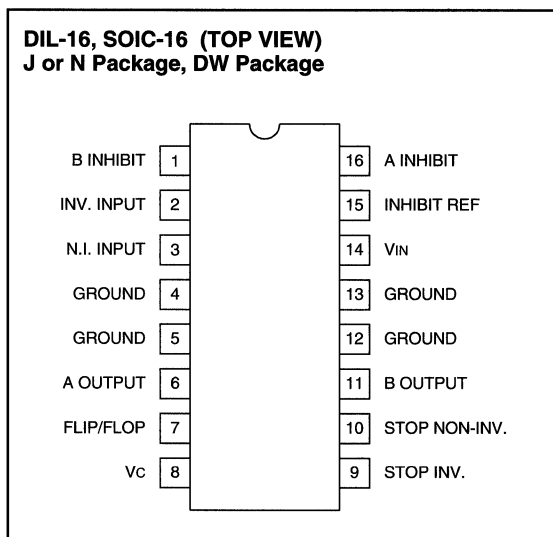 DIL-16, SOIC-16 (TOP VIEW)
J or N Package, DW Package
B INHIBIT 1 16 A INHIBIT
INV. INPUT 2 15 INHIBIT REF
N.I. INPUT 3 14 VIN
GROUND 4 13 GROUND
GROUND 5 12 GROUND
A OUTPUT 6 11 B OUTPUT
FLIP/FLOP 7 10 STOP NON-INV.
VC 8 9 STOP INV.